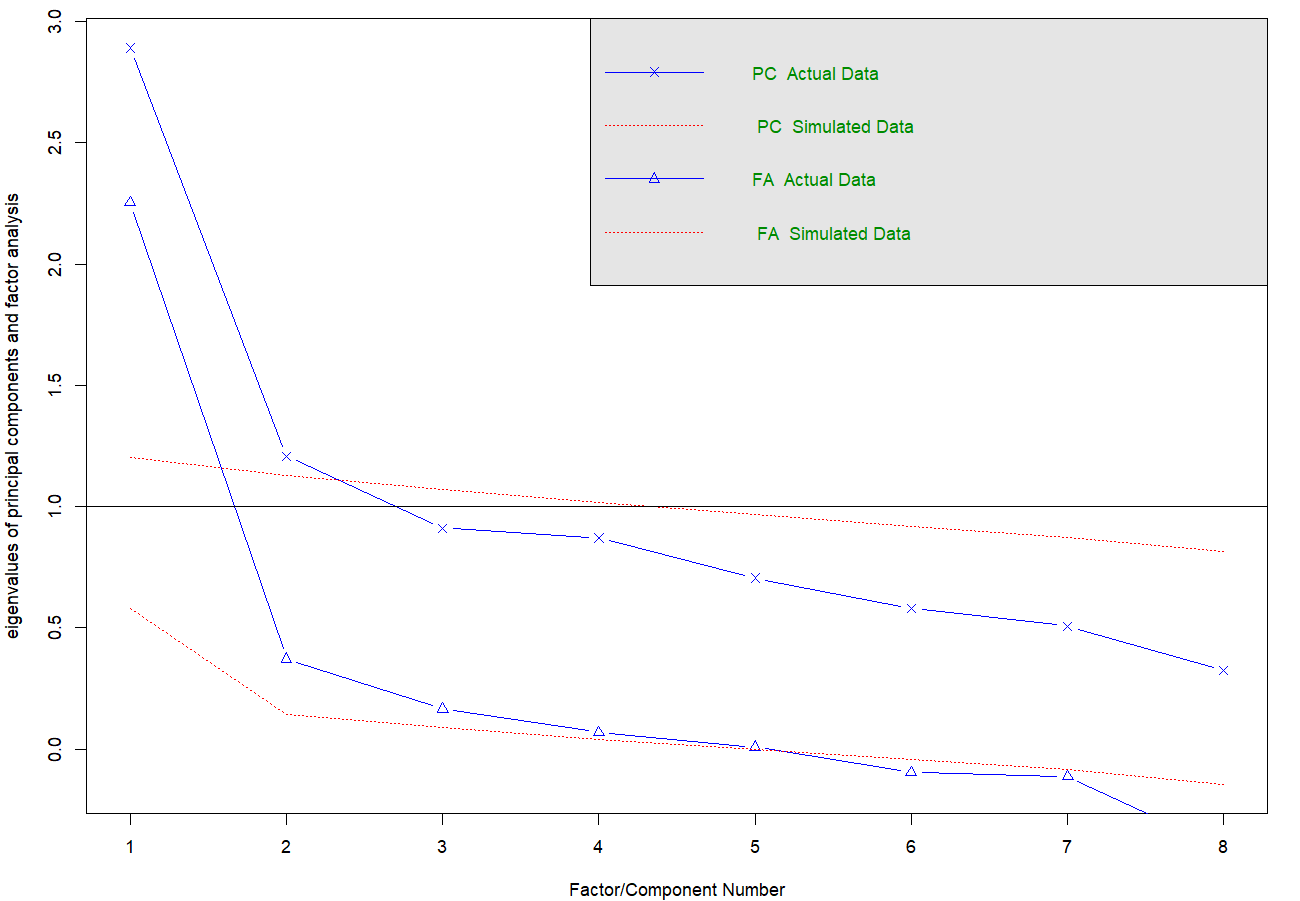 eigenvalues of principal components and factor analysis
3.0
2.5
2.0
1.5
1.0
0.5
0.0
PC Actual Data
PC Simulated Data
FA Actual Data
FA Simulated Data
1 2 3 4 5 6 7 8
Factor/Component Number